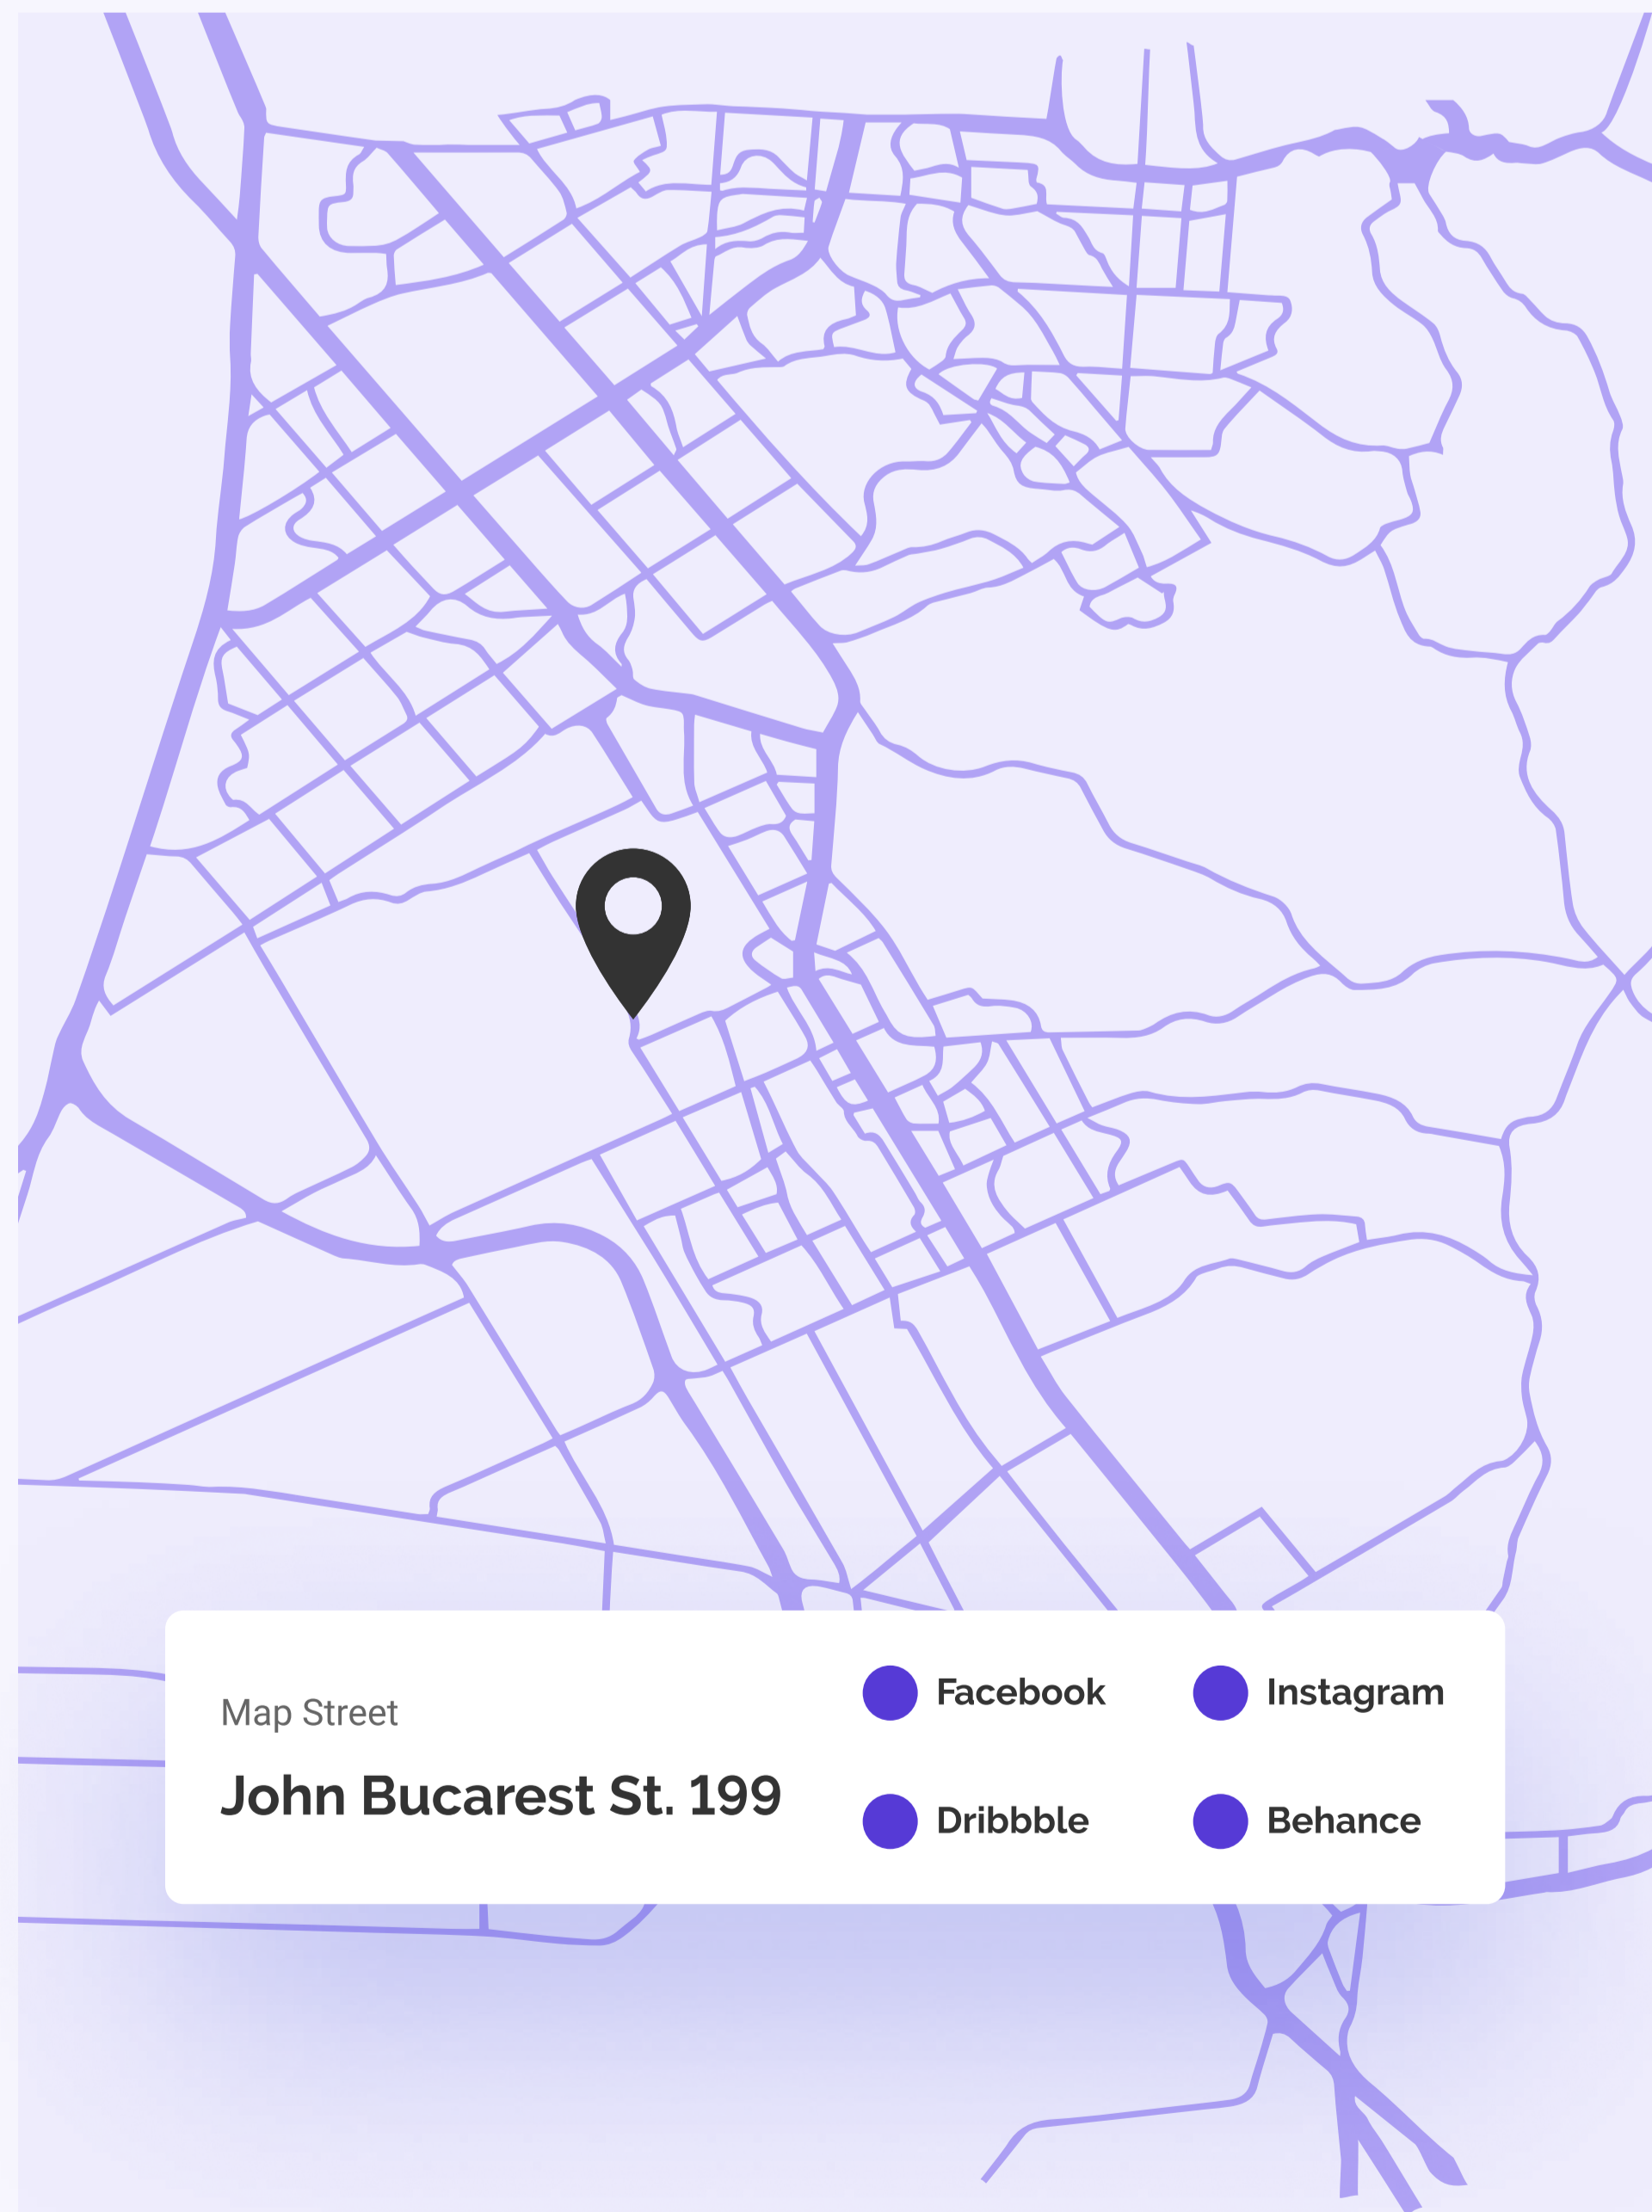 Map Street
John Bucarest St. 199
Facebook
Instagram
Dribbble
Behance